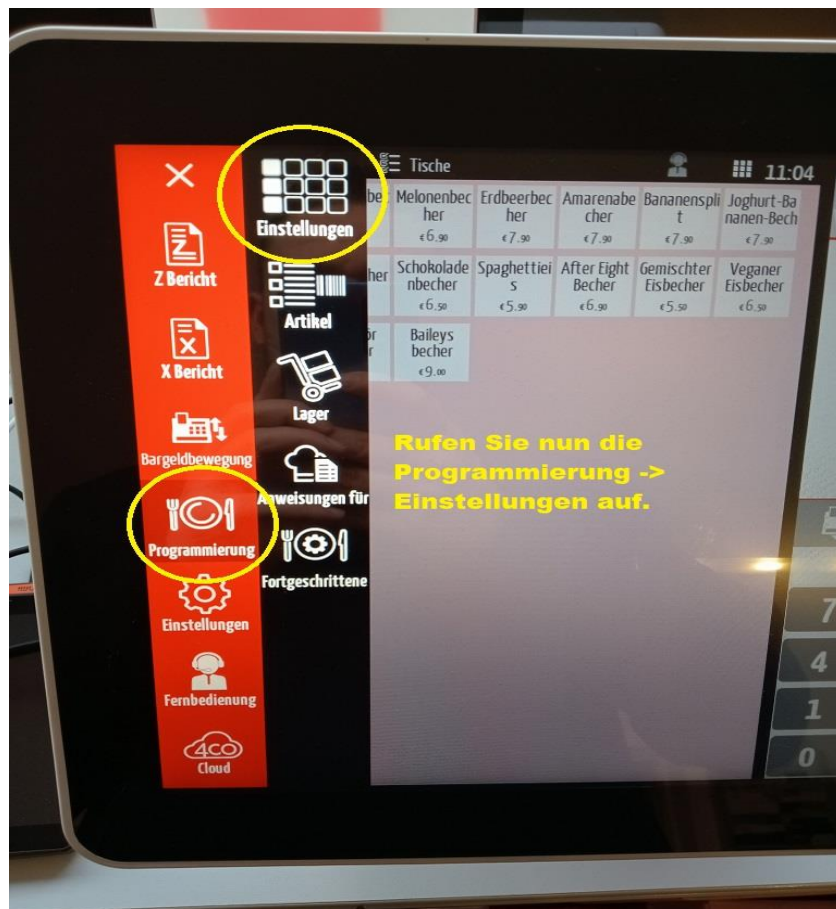 Z Bericht
X Bericht
Bargeldbewegung
Programmierung
Einstellungen
Fernbedienung
4CO
Cloud
Einstellungen
Artikel
Lager
Anweisungen für
Fortgeschrittene
Tische
11:04
Melonenbec
her
€6.90
Erdbeerbec
her
€7.90
Amarenabe
cher
€7.90
Bananenspli
t
€7.90
Joghurt-Ba
nanen-Bech
€7.90
her
Schokolade
nbecher
€6.50
Spaghettiei
s
€5.90
After Eight
Becher
€6.90
Gemischter
Eisbecher
€5.50
Veganer
Eisbecher
€6.50
Baileys
becher
€9.00
Rufen Sie nun die
Programmierung ->
Einstellungen auf.
7
4
1
0